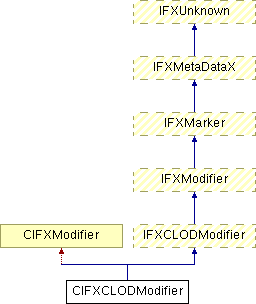 IFXUnknown
IFXMetaDataX
IFXMarker
IFXModifier
CIFXModifier
IFXCLODModifier
CIFXCLODModifier